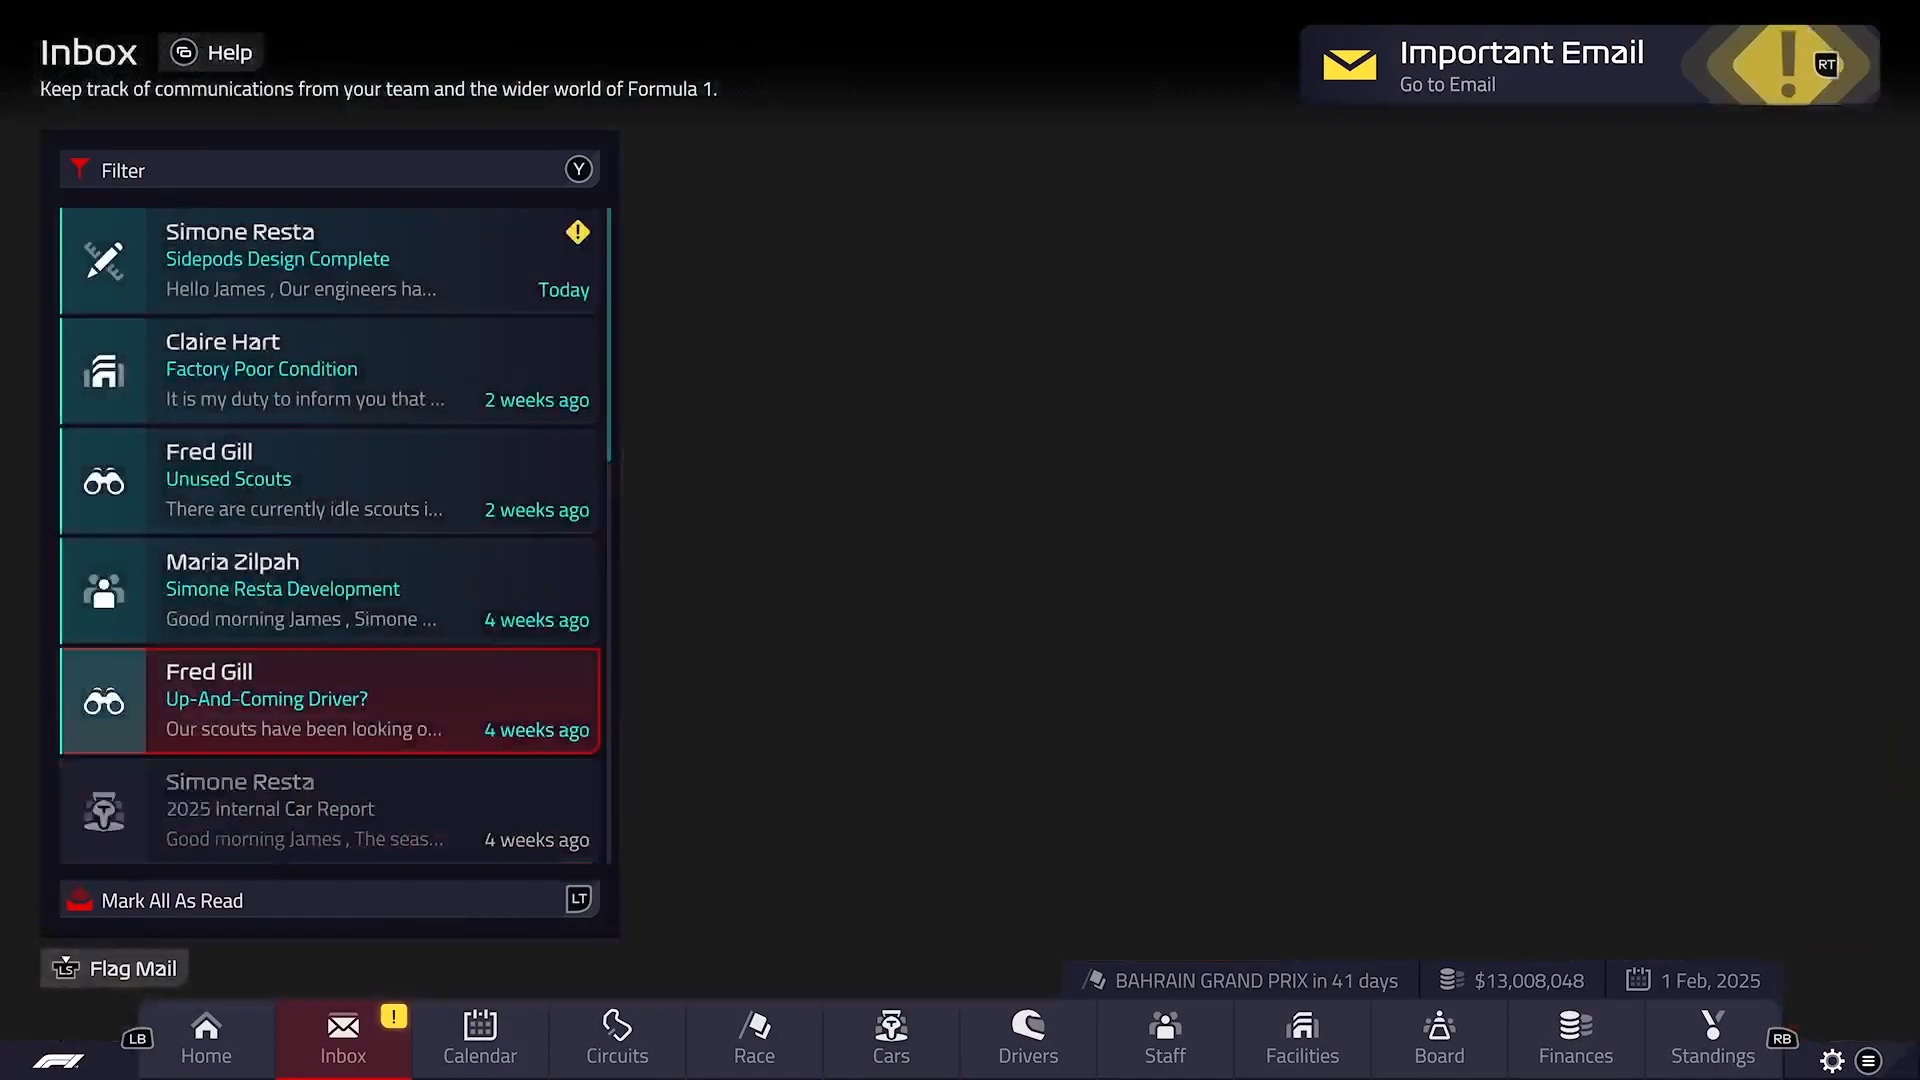 Inbox
Help
Keep track of communications from your team and the wider world of Formula 1.
Important Email
Go to Email
RT
Filter
Y
Simone Resta
Sidepods Design Complete
Hello James , Our engineers ha...
Today
Claire Hart
Factory Poor Condition
It is my duty to inform you that ...
2 weeks ago
Fred Gill
Unused Scouts
There are currently idle scouts i...
2 weeks ago
Maria Zilpah
Simone Resta Development
Good morning James , Simone ...
4 weeks ago
Fred Gill
Up-And-Coming Driver?
Our scouts have been looking o...
4 weeks ago
Simone Resta
2025 Internal Car Report
Good morning James , The seas...
4 weeks ago
Mark All As Read
LT
LS
Flag Mail
BAHRAIN GRAND PRIX in 41 days
$13,008,048
1 Feb, 2025
LB
Home
Inbox
!
Calendar
Circuits
Race
Cars
Drivers
Staff
Facilities
Board
Finances
Standings
RB